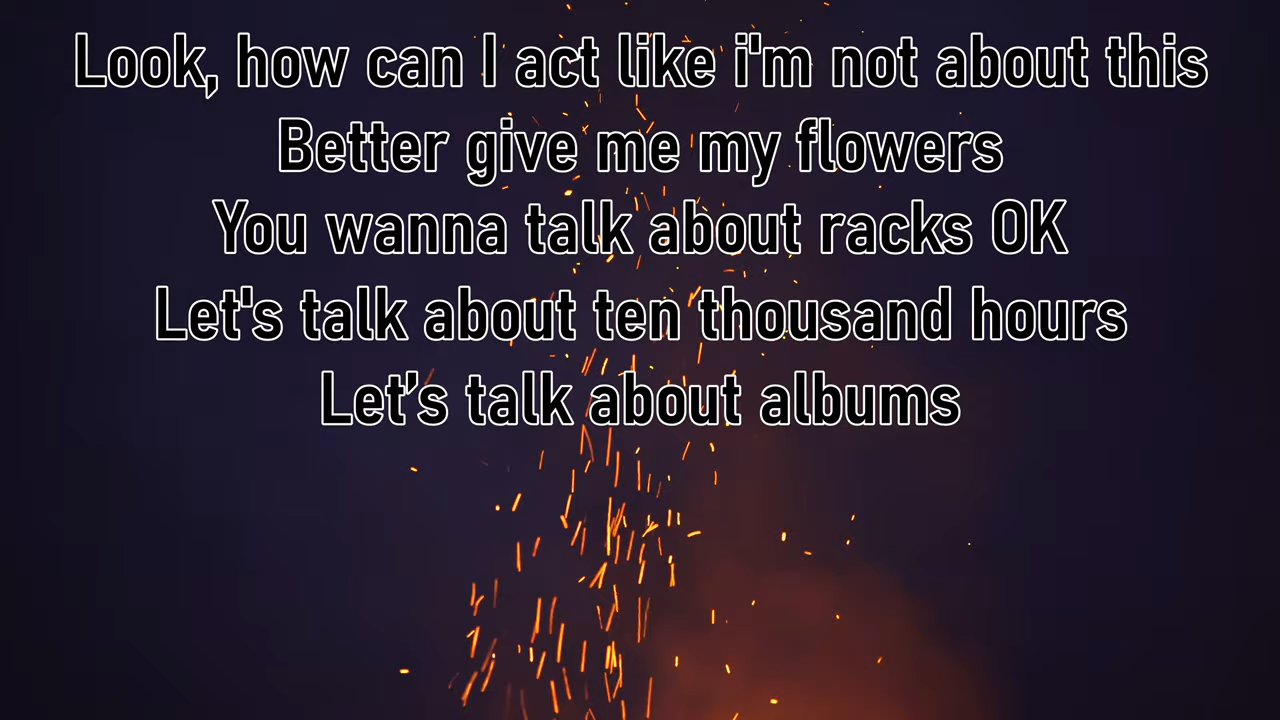 Look, how can I act like i'm not about this
Better give me my flowers
You wanna talk about racks OK
Let's talk about ten thousand hours
Let’s talk about albums